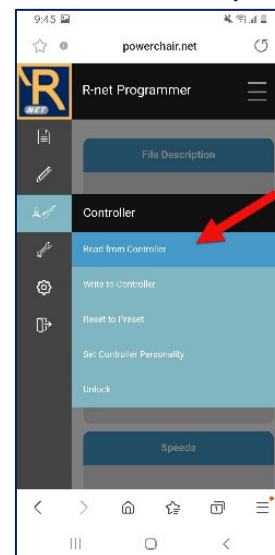 9:45
powerchair.net
R
NET
R-net Programmer
File Description
Controller
Read from Controller
Write to Controller
Reset to Preset
Set Controller Personality
Unlock
Speeds
1